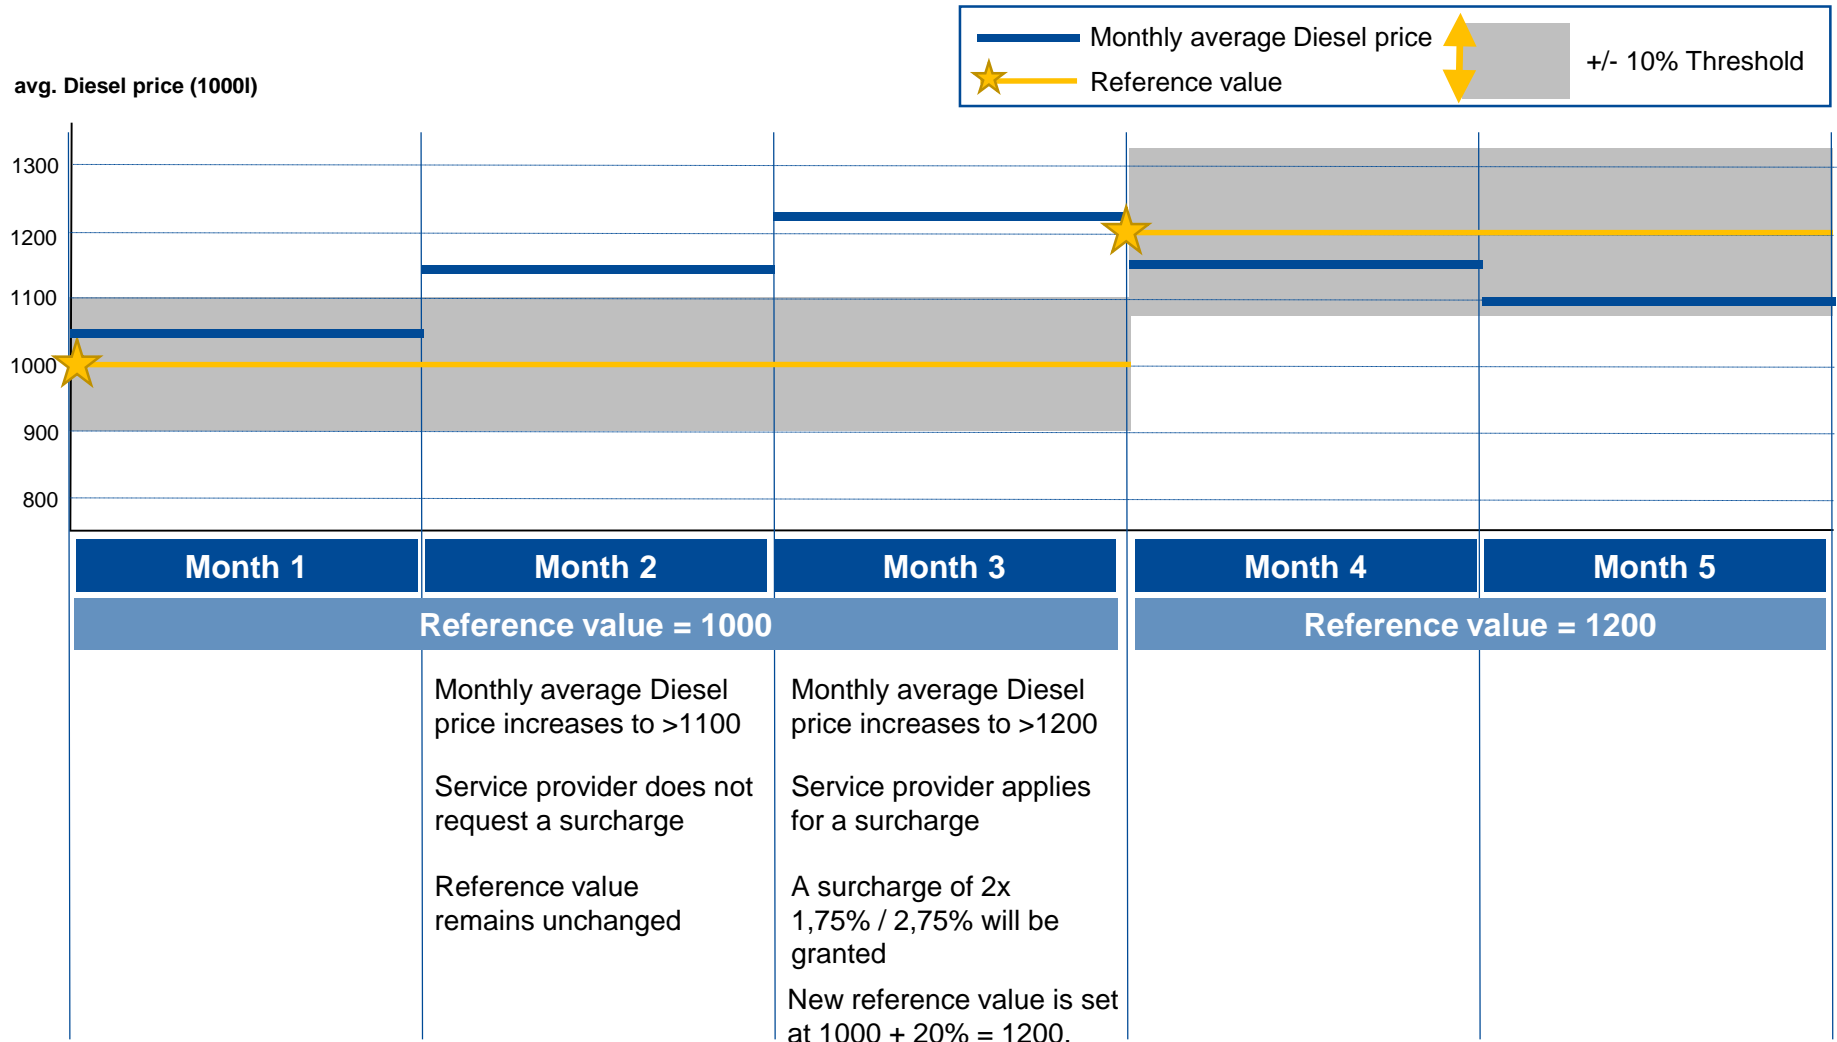 Monthly average Diesel price
Reference value
+/- 10% Threshold
avg. Diesel price (1000l)
1300
1200
1100
1000
900
800
Month 1
Month 2
Month 3
Month 4
Month 5
Reference value = 1000
Reference value = 1200
Monthly average Diesel
price increases to >1100
Service provider does not
request a surcharge
Reference value
remains unchanged
Monthly average Diesel
price increases to >1200
Service provider applies
for a surcharge
A surcharge of 2x
1,75% / 2,75% will be
granted
New reference value is set
at 1000 + 20% = 1200.